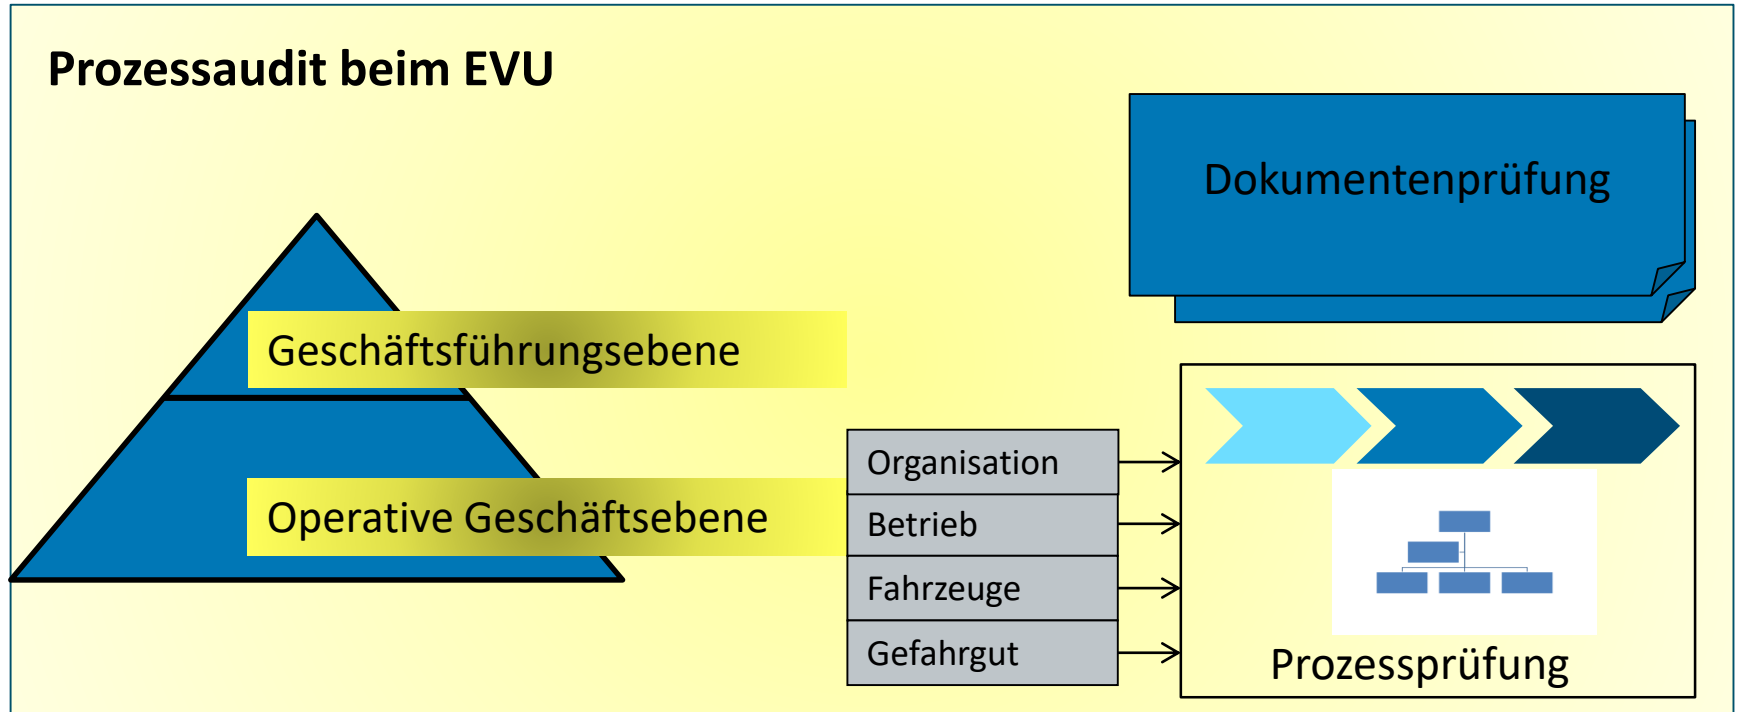 Prozessaudit beim EVU
Dokumentenprüfung
Geschäftsführungsebene
Operative Geschäftsebene
Organisation
Betrieb
Fahrzeuge
Gefahrgut
Prozessprüfung